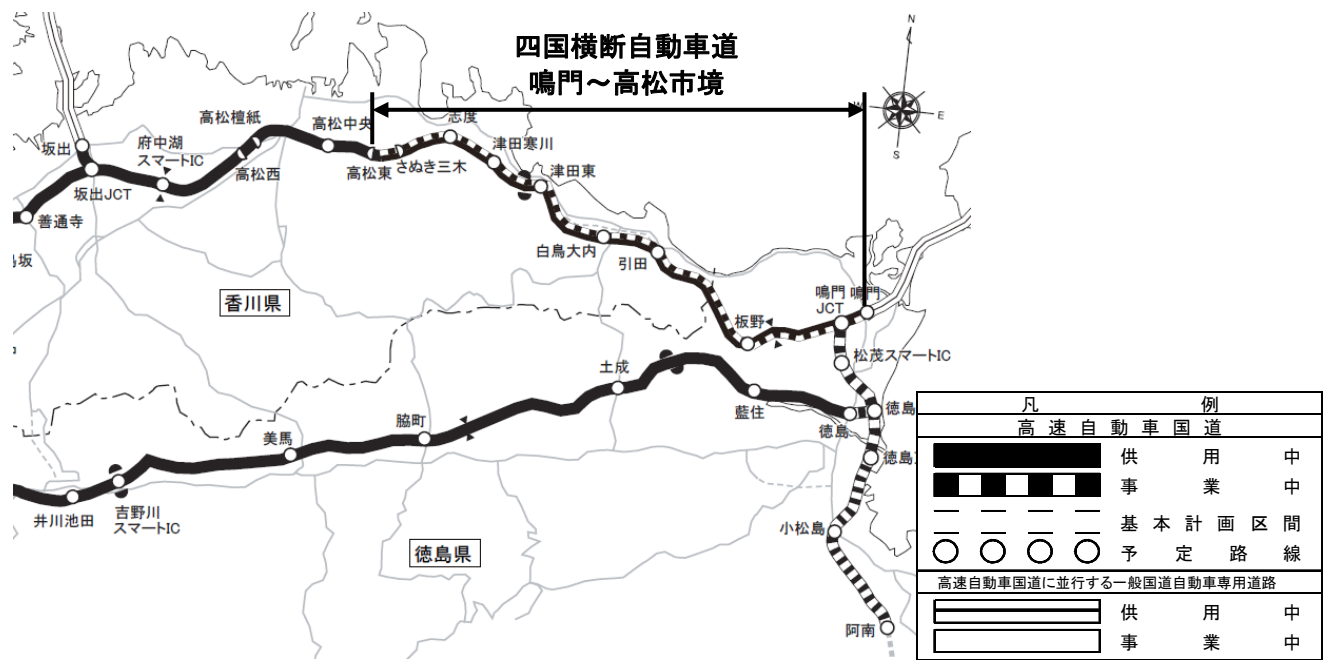 四国横断自動車道
鳴門～高松市境
N
W
E
S
坂出
府中湖
スマートIC
高松檀紙
高松中央
志度
津田寒川
津田東
坂出JCT
高松西
高松東
さぬき三木
善通寺
白鳥大内
引田
香川県
板野
鳴門
JCT
鳴門
松茂スマートIC
土成
藍住
徳島
徳島
徳島
脇町
美馬
井川池田
吉野川
スマートIC
徳島県
小松島
阿南
凡例
高速自動車国道
供用中
事業中
基本計画区間
予定路線
高速自動車国道に並行する一般国道自動車専用道路
供用中
事業中